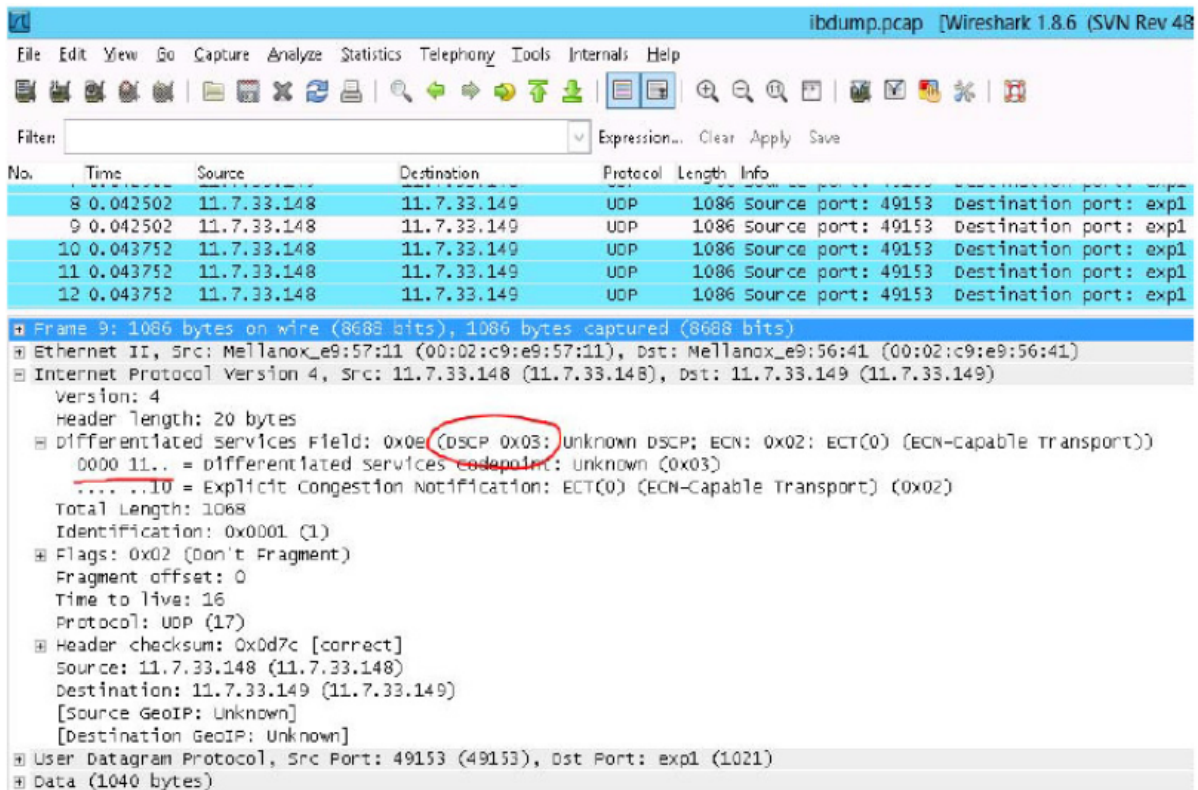 ibdump.pcap [Wireshark 1.8.6 (SVN Rev 48
File Edit View Go Capture Analyze Statistics Telephony Tools Internals Help
Filter: Expression... Clear Apply Save
No. Time Source Destination Protocol Length Info
8 0.042502 11.7.33.148 11.7.33.149 UDP 1086 Source port: 49153 Destination port: exp1
9 0.042502 11.7.33.148 11.7.33.149 UDP 1086 Source port: 49153 Destination port: exp1
10 0.043752 11.7.33.148 11.7.33.149 UDP 1086 Source port: 49153 Destination port: exp1
11 0.043752 11.7.33.148 11.7.33.149 UDP 1086 Source port: 49153 Destination port: exp1
12 0.043752 11.7.33.148 11.7.33.149 UDP 1086 Source port: 49153 Destination port: exp1
Frame 9: 1086 bytes on wire (8688 bits), 1086 bytes captured (8688 bits)
Ethernet II, Src: Mellanox_e9:57:11 (00:02:c9:e9:57:11), Dst: Mellanox_e9:56:41 (00:02:c9:e9:56:41)
Internet Protocol Version 4, Src: 11.7.33.148 (11.7.33.148), Dst: 11.7.33.149 (11.7.33.149)
Version: 4
Header length: 20 bytes
Differentiated Services Field: 0x0e (DSCP 0x03: Unknown DSCP; ECN: 0x02: ECT(0) (ECN-Capable Transport))
0000 11.. = Differentiated Services Codepoint: Unknown (0x03)
.... ..10 = Explicit Congestion Notification: ECT(0) (ECN-Capable Transport) (0x02)
Total Length: 1068
Identification: 0x0001 (1)
Flags: 0x02 (Don't Fragment)
Fragment offset: 0
Time to live: 16
Protocol: UDP (17)
Header checksum: 0x0d7c [correct]
Source: 11.7.33.148 (11.7.33.148)
Destination: 11.7.33.149 (11.7.33.149)
[Source GeoIP: Unknown]
[Destination GeoIP: Unknown]
User Datagram Protocol, Src Port: 49153 (49153), Dst Port: exp1 (1021)
Data (1040 bytes)